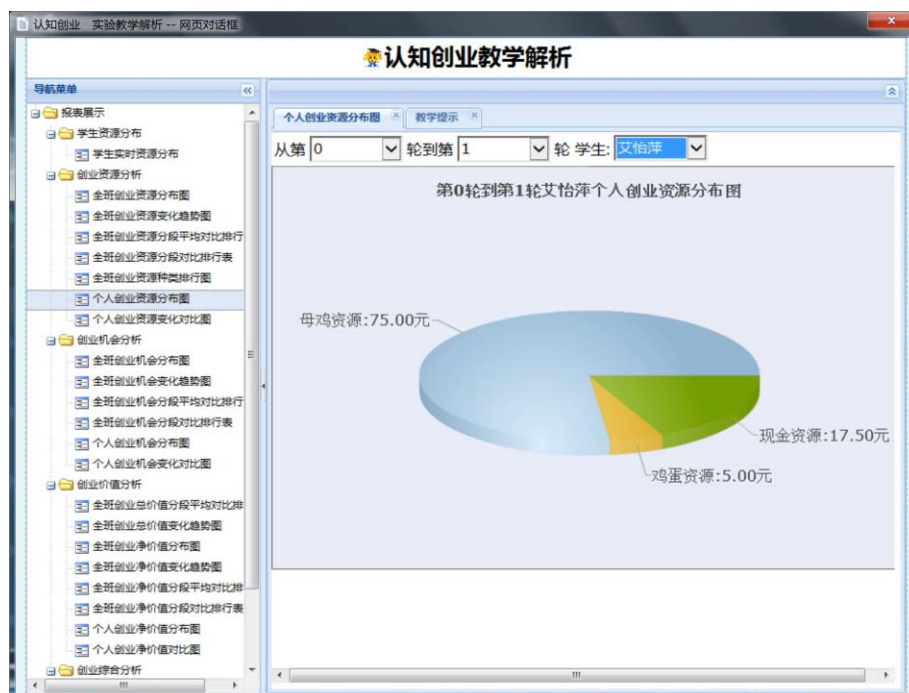 认知创业 实验教学解析 -- 网页对话框
认知创业教学解析
导航菜单
报表展示
学生资源分布
学生实时资源分布
创业资源分析
全班创业资源分布图
全班创业资源变化趋势图
全班创业资源分段平均对比排行
全班创业资源分段对比排行表
全班创业资源种类排行图
个人创业资源分布图
个人创业资源变化对比图
创业机会分析
全班创业机会分布图
全班创业机会变化趋势图
全班创业机会分段平均对比排行
全班创业机会分段对比排行表
个人创业机会分布图
个人创业机会变化对比图
创业价值分析
全班创业总价值分段平均对比排
全班创业总价值变化趋势图
全班创业净价值分布图
全班创业净价值变化趋势图
全班创业净价值分段平均对比排
全班创业净价值分段对比排行表
个人创业净价值分布图
个人创业净价值对比图
创业综合分析
个人创业资源分布图 教学提示
从第 0 轮到第 1 轮 学生: 艾怡萍
第0轮到第1轮艾怡萍个人创业资源分布图
母鸡资源:75.00元
现金资源:17.50元
鸡蛋资源:5.00元